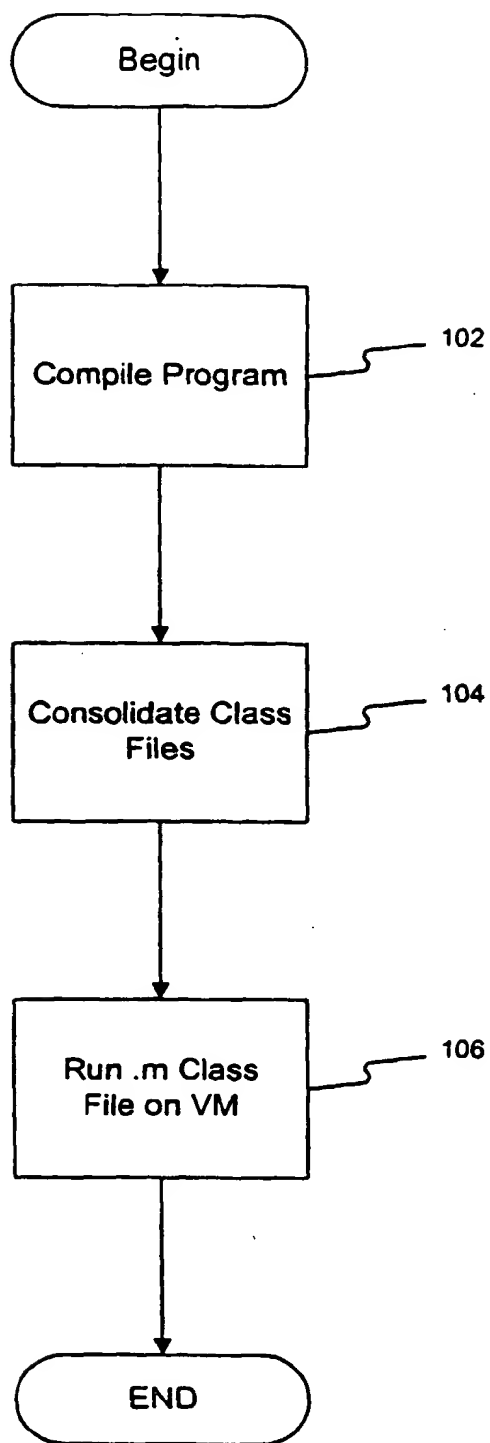 Begin
Compile Program
102
Consolidate Class
Files
104
Run .m Class
File on VM
106
END